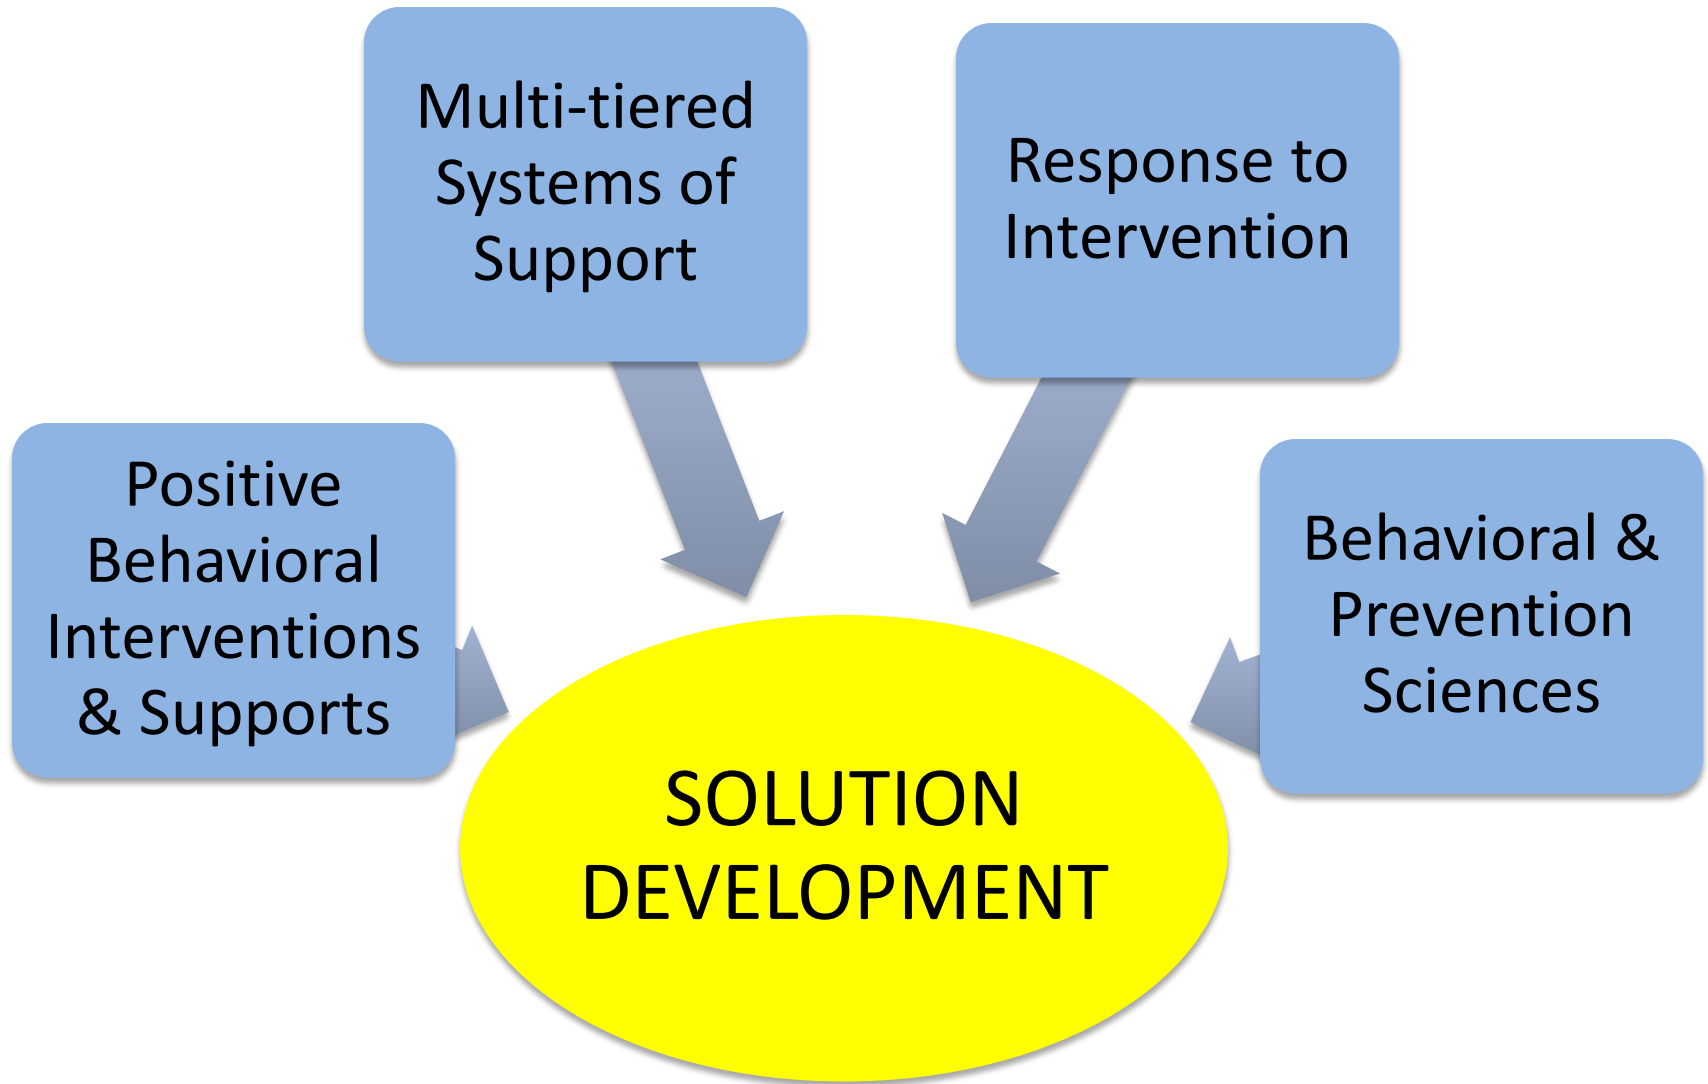 Multi-tiered
Systems of
Support
Response to
Intervention
Positive
Behavioral
Interventions
& Supports
Behavioral &
Prevention
Sciences
SOLUTION
DEVELOPMENT